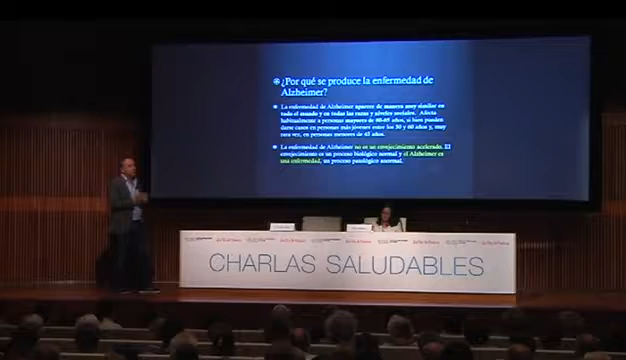 ¿Por qué se produce la enfermedad de
Alzheimer?
La enfermedad de Alzheimer aparece de manera muy similar en
todo el mundo y en todas las razas y niveles sociales. Afecta
habitualmente a personas mayores de 60-65 años, si bien pueden
darse casos en personas más jóvenes entre los 50 y 60 años y, muy
rara vez, en personas menores de 45 años.
La enfermedad de Alzheimer no es un envejecimiento acelerado. El
envejecimiento es un proceso biológico normal y el Alzheimer es
una enfermedad, un proceso patológico anormal.
CHARLAS SALUDABLES